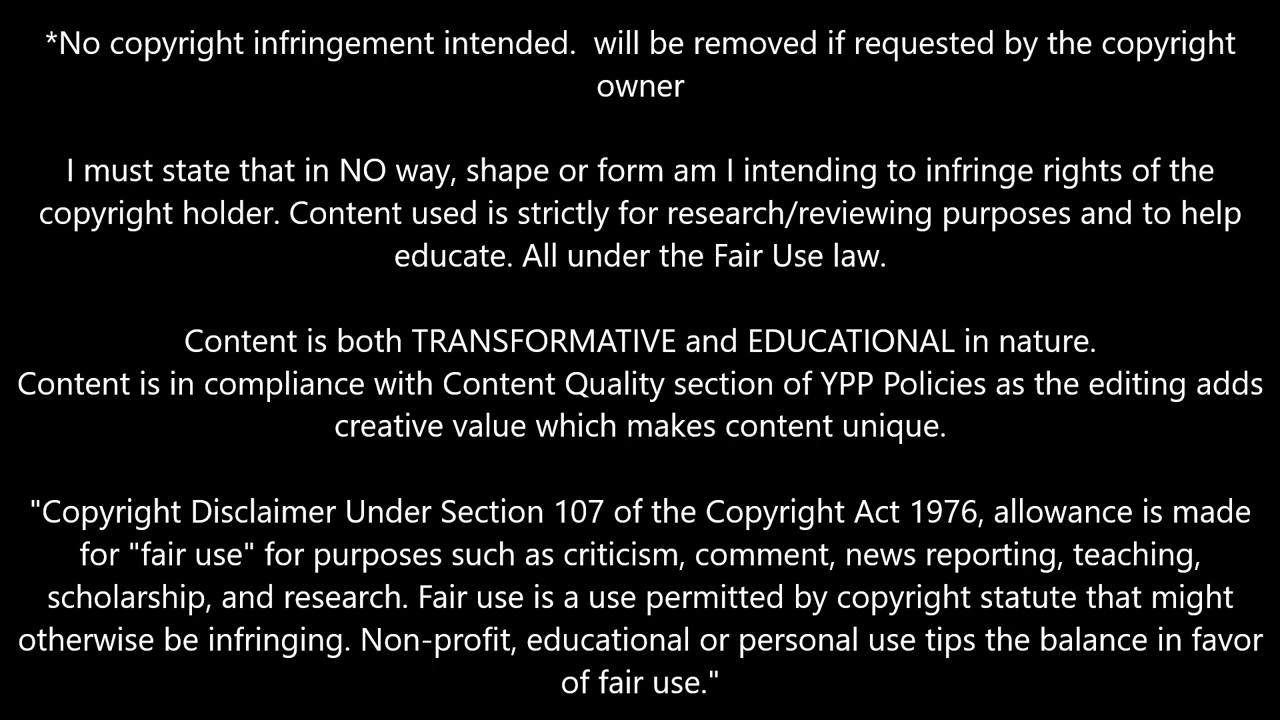 *No copyright infringement intended.  will be removed if requested by the copyright
owner
I must state that in NO way, shape or form am I intending to infringe rights of the
copyright holder. Content used is strictly for research/reviewing purposes and to help
educate. All under the Fair Use law.
Content is both TRANSFORMATIVE and EDUCATIONAL in nature.
Content is in compliance with Content Quality section of YPP Policies as the editing adds
creative value which makes content unique.
"Copyright Disclaimer Under Section 107 of the Copyright Act 1976, allowance is made
for "fair use" for purposes such as criticism, comment, news reporting, teaching,
scholarship, and research. Fair use is a use permitted by copyright statute that might
otherwise be infringing. Non-profit, educational or personal use tips the balance in favor
of fair use."